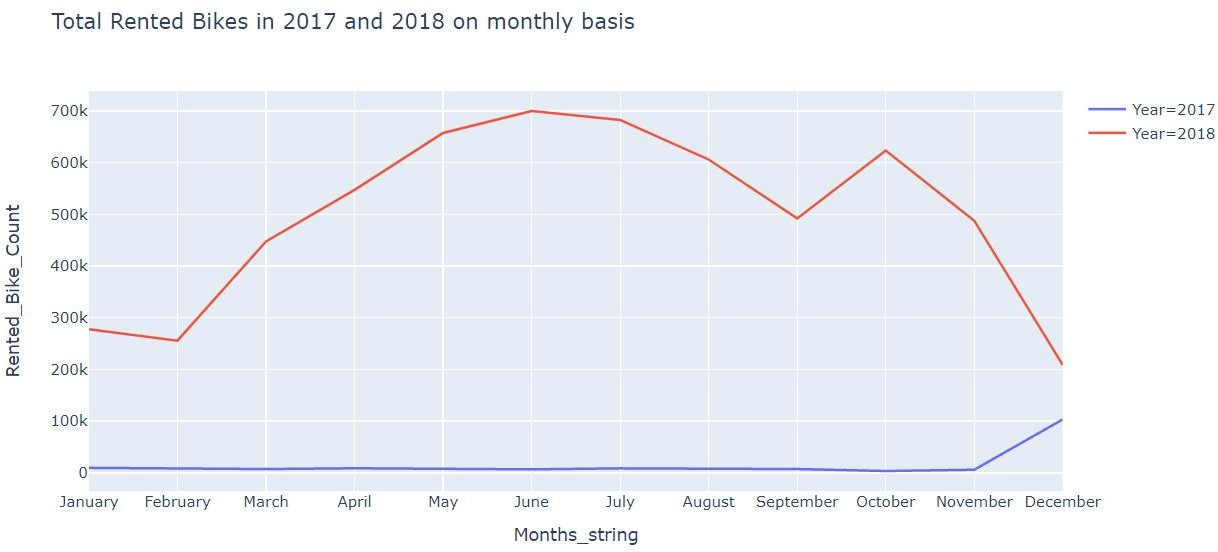 Total Rented Bikes in 2017 and 2018 on monthly basis
Year=2017
Year=2018
Rented_Bike_Count
700k
600k
500k
400k
300k
200k
100k
0
January February March April May June July August September October November December
Months_string